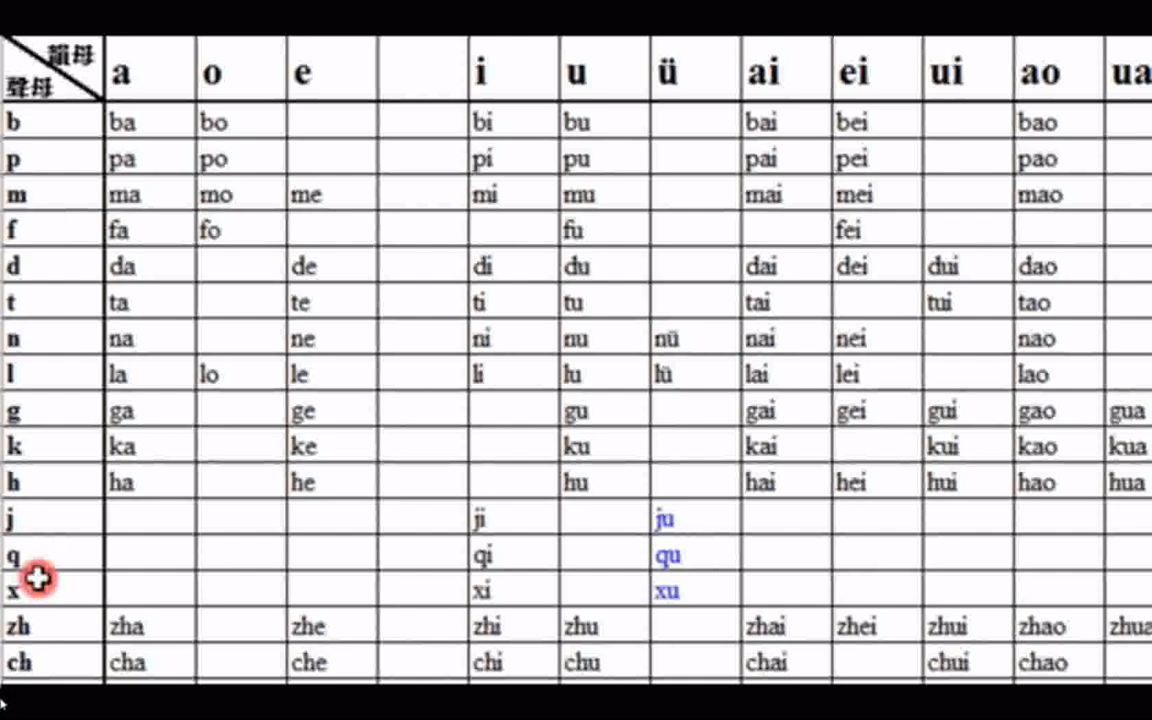 韻母
聲母
a o e i u ü ai ei ui ao ua
b ba bo bi bu bai bei bao
p pa po pi pu pai pei pao
m ma mo me mi mu mai mei mao
f fa fo fu fei
d da de di du dai dei dui dao
t ta te ti tu tai tui tao
n na ne ni nu nü nai nei nao
l la lo le li lu lü lai lei lao
g ga ge gu gai gei gui gao gua
k ka ke ku kai kui kao kua
h ha he hu hai hei hui hao hua
j ji ju
q qi qu
x xi xu
zh zha zhe zhi zhu zhai zhei zhui zhao zhua
ch cha che chi chu chai chui chao